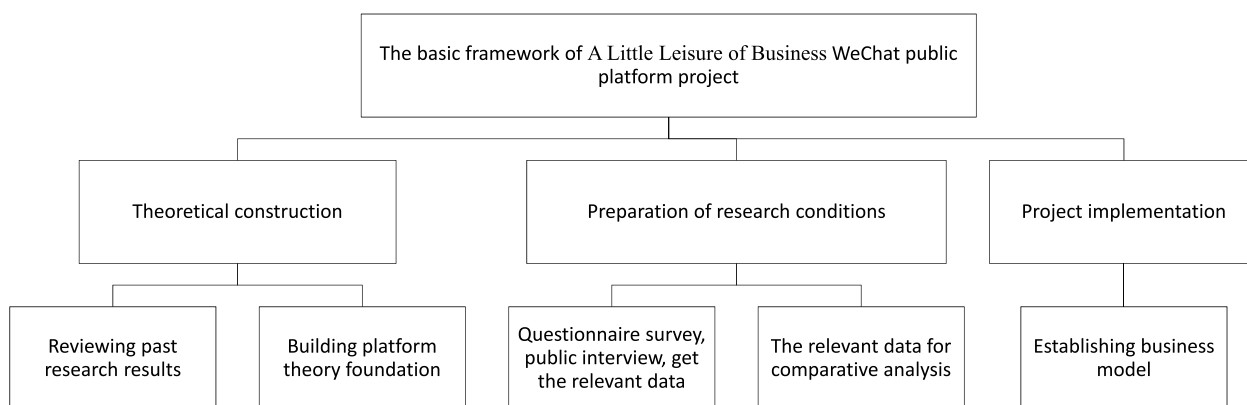 The basic framework of A Little Leisure of Business WeChat public
platform project
Theoretical construction
Preparation of research conditions
Project implementation
Reviewing past
research results
Building platform
theory foundation
Questionnaire survey,
public interview, get
the relevant data
The relevant data for
comparative analysis
Establishing business
model